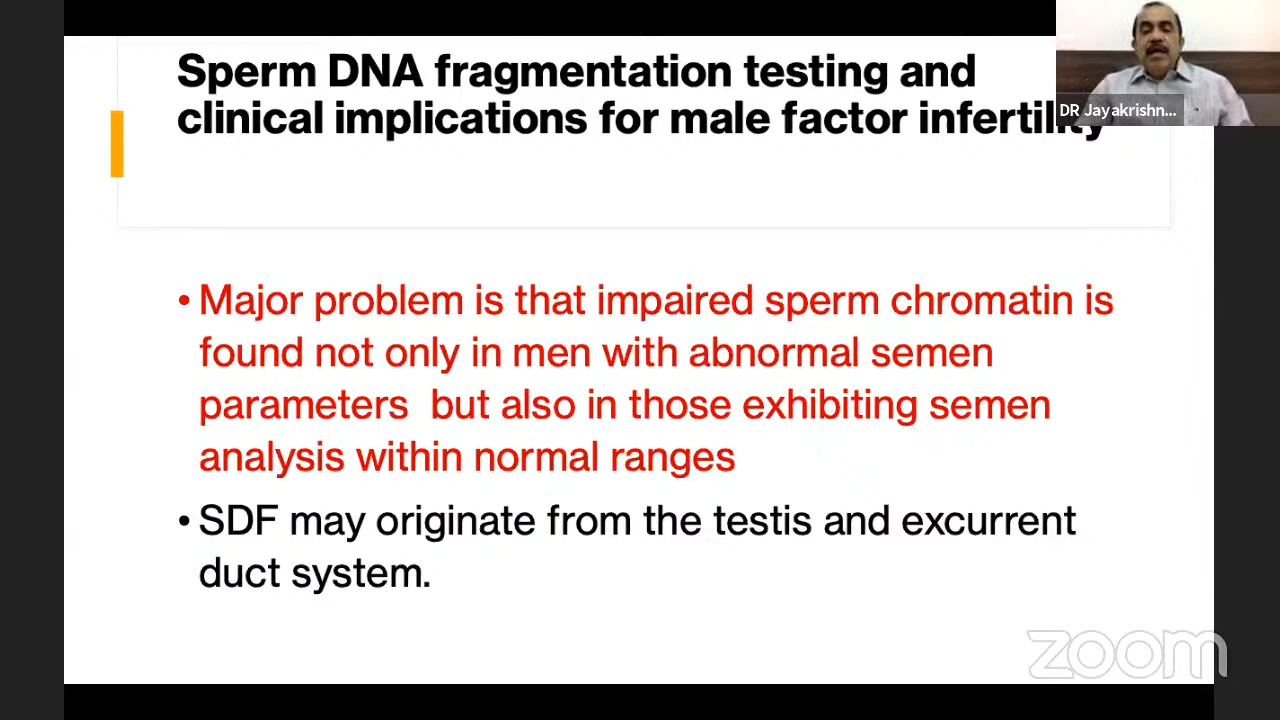 Sperm DNA fragmentation testing and
clinical implications for male factor infertility
DR Jayakrishn...
• Major problem is that impaired sperm chromatin is
found not only in men with abnormal semen
parameters but also in those exhibiting semen
analysis within normal ranges
• SDF may originate from the testis and excurrent
duct system.
zoom